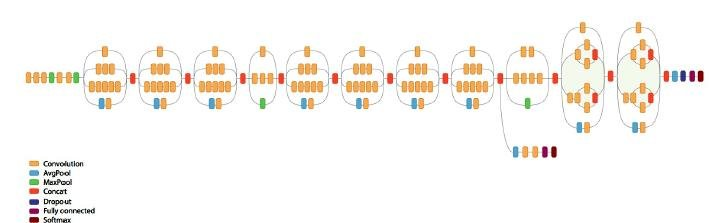 Convolution
AvgPool
MaxPool
Concat
Dropout
Fully connected
Softmax